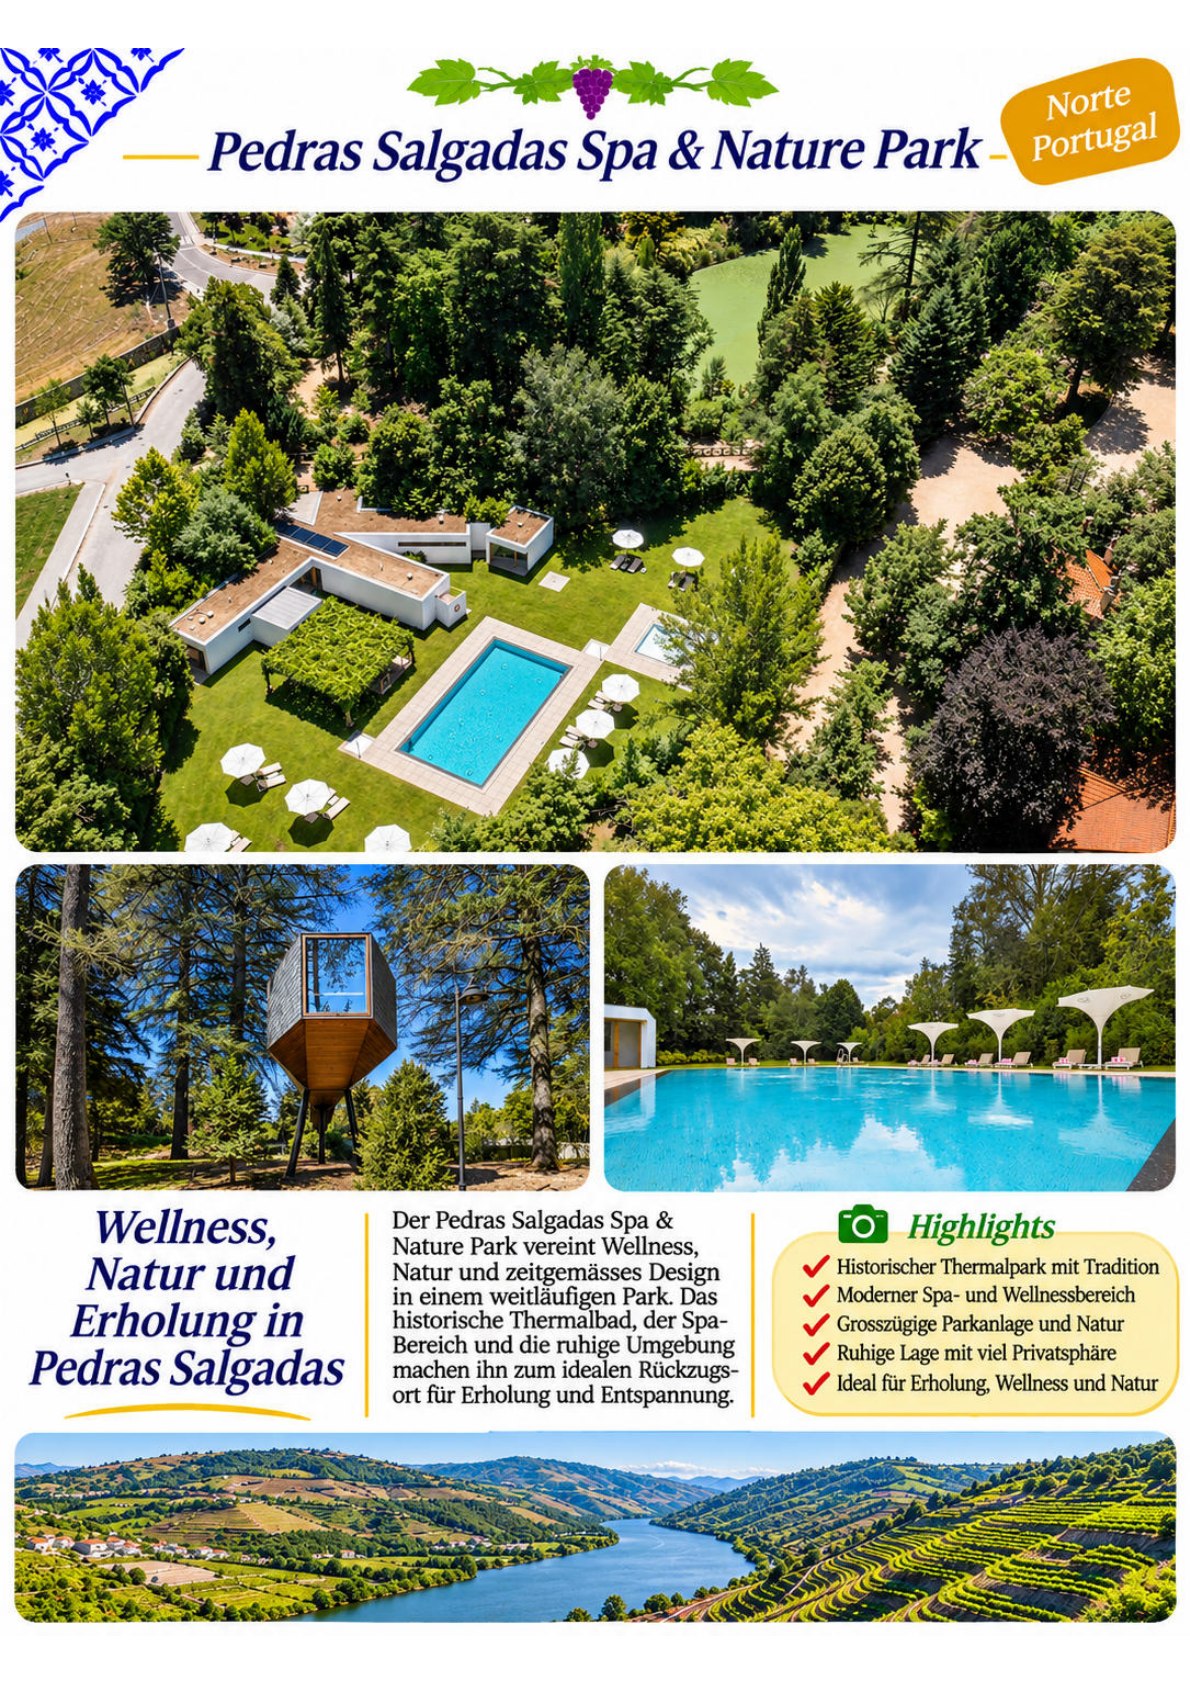 Norte
Portugal
Pedras Salgadas Spa & Nature Park
Wellness,
Natur und
Erholung in
Pedras Salgadas
Der Pedras Salgadas Spa &
Nature Park vereint Wellness,
Natur und zeitgemässes Design
in einem weitläufigen Park. Das
historische Thermalbad, der Spa-
Bereich und die ruhige Umgebung
machen ihn zum idealen Rückzugs-
ort für Erholung und Entspannung.
Highlights
Historischer Thermalpark mit Tradition
Moderner Spa- und Wellnessbereich
Grosszügige Parkanlage und Natur
Ruhige Lage mit viel Privatsphäre
Ideal für Erholung, Wellness und Natur